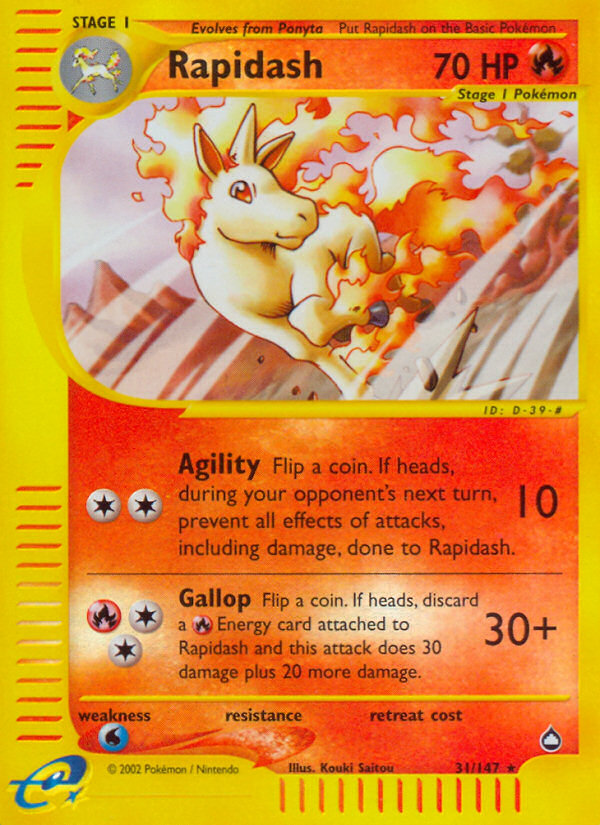 STAGE 1
Evolves from Ponyta Put Rapidash on the Basic Pokémon
Rapidash 70 HP
Stage 1 Pokémon
ID: D-39-#
Agility Flip a coin. If heads,
during your opponent's next turn,
prevent all effects of attacks,
including damage, done to Rapidash.
10
Gallop Flip a coin. If heads, discard
a Energy card attached to
Rapidash and this attack does 30
damage plus 20 more damage.
30+
weakness resistance retreat cost
© 2002 Pokémon / Nintendo Illus. Kouki Saitou 31/147 ★
e